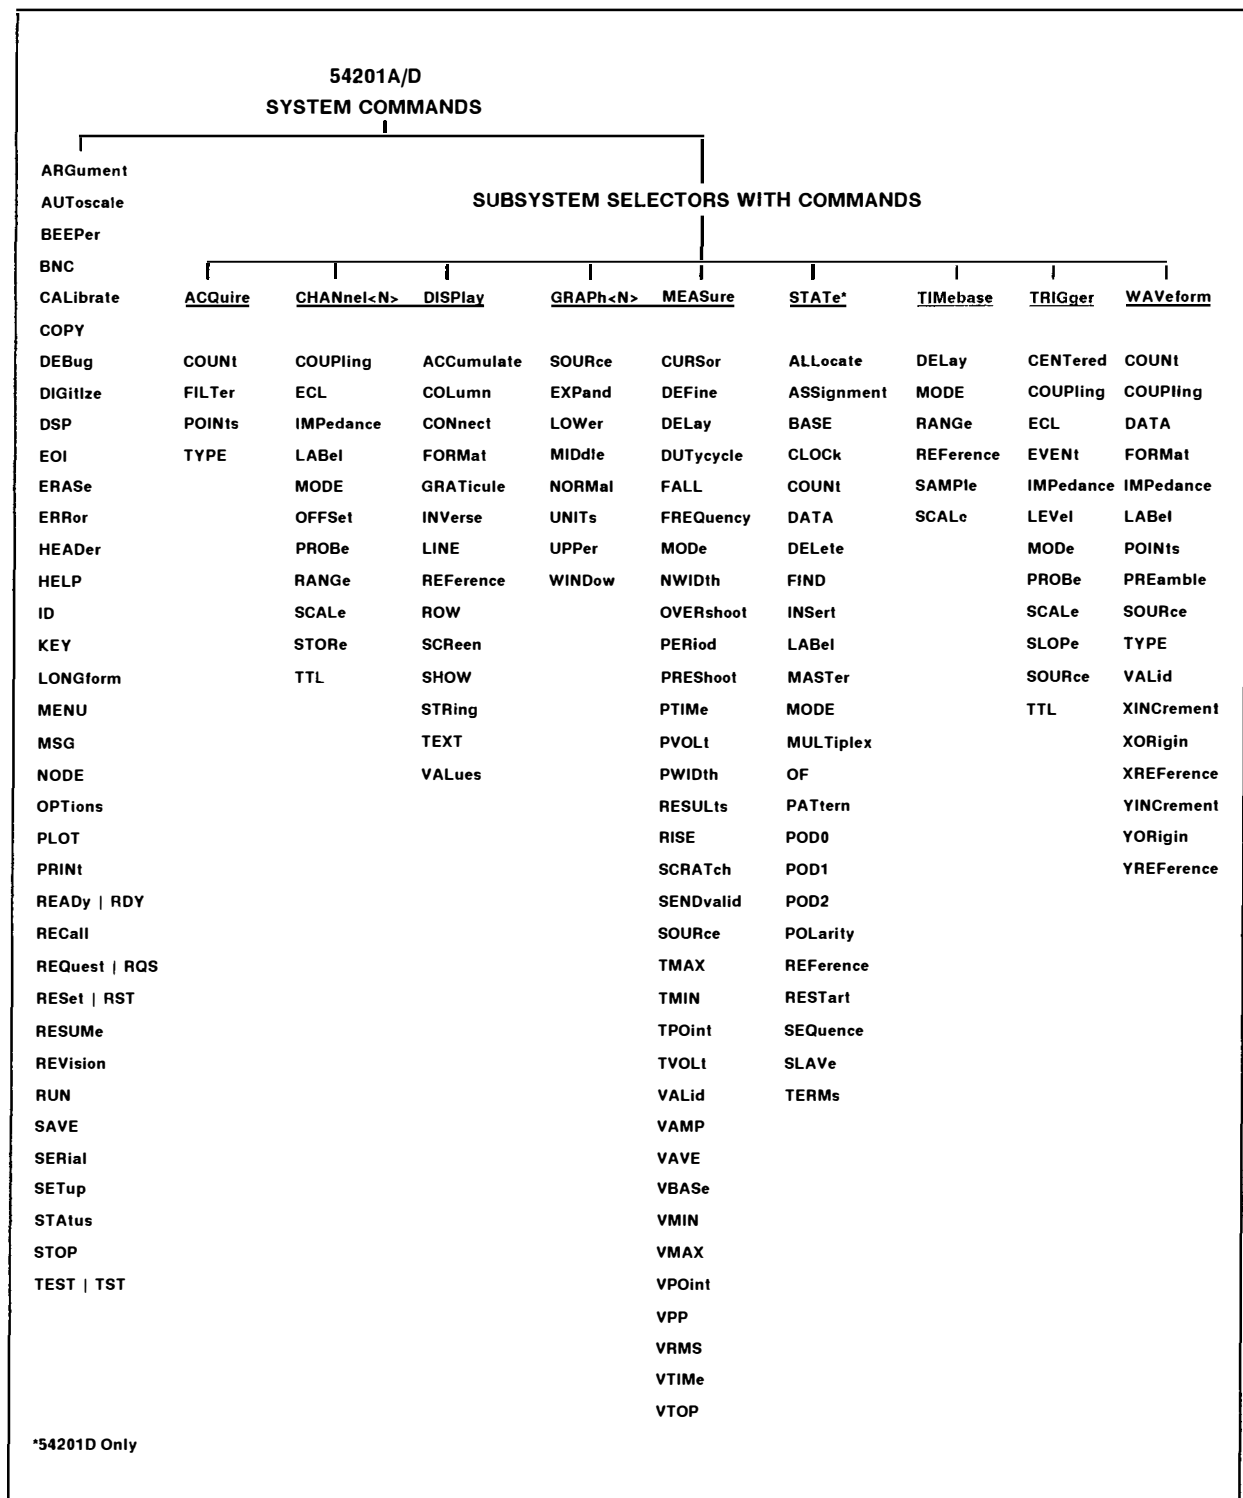 54201A/D
SYSTEM COMMANDS
SUBSYSTEM SELECTORS WITH COMMANDS
ARGument
AUToscale
BEEPer
BNC
CALibrate
COPY
DEBug
DIGitIze
DSP
EOI
ERASe
ERRor
HEADer
HELP
ID
KEY
LONGform
MENU
MSG
NODE
OPTions
PLOT
PRINt
READy | RDY
RECall
REQuest | RQS
RESet | RST
RESUMe
REVision
RUN
SAVE
SERial
SETup
STAtus
STOP
TEST | TST
ACQuire
COUNt
FILTer
POINts
TYPE
CHANnel<N>
COUPling
ECL
IMPedance
LABel
MODE
OFFSet
PROBe
RANGe
SCALe
STORe
TTL
DISPlay
ACCumulate
COLumn
CONnect
FORMat
GRATicule
INVerse
LINE
REFerence
ROW
SCReen
SHOW
STRing
TEXT
VALues
GRAPh<N>
SOURce
EXPand
LOWer
MIDdle
NORMal
UNITs
UPPer
WINDow
MEASure
CURSor
DEFine
DELay
DUTycycle
FALL
FREQuency
MODe
NWIDth
OVERshoot
PERiod
PREShoot
PTIMe
PVOLt
PWIDth
RESULts
RISE
SCRATch
SENDvalid
SOURce
TMAX
TMIN
TPOint
TVOLt
VALid
VAMP
VAVE
VBASe
VMIN
VMAX
VPOint
VPP
VRMS
VTIMe
VTOP
STATe*
ALLocate
ASSignment
BASE
CLOCk
COUNt
DATA
DELete
FIND
INSert
LABel
MASTer
MODE
MULTiplex
OF
PATtern
POD0
POD1
POD2
POLarity
REFerence
RESTart
SEQuence
SLAVe
TERMs
TIMebase
DELay
MODE
RANGe
REFerence
SAMPle
SCALe
TRIGger
CENTered
COUPling
ECL
EVENt
IMPedance
LEVel
MODe
PROBe
SCALe
SLOPe
SOURce
TTL
WAVeform
COUNt
COUPling
DATA
FORMat
IMPedance
LABel
POINts
PREamble
SOURce
TYPE
VALid
XINCrement
XORigin
XREFerence
YINCrement
YORigin
YREFerence
*54201D Only